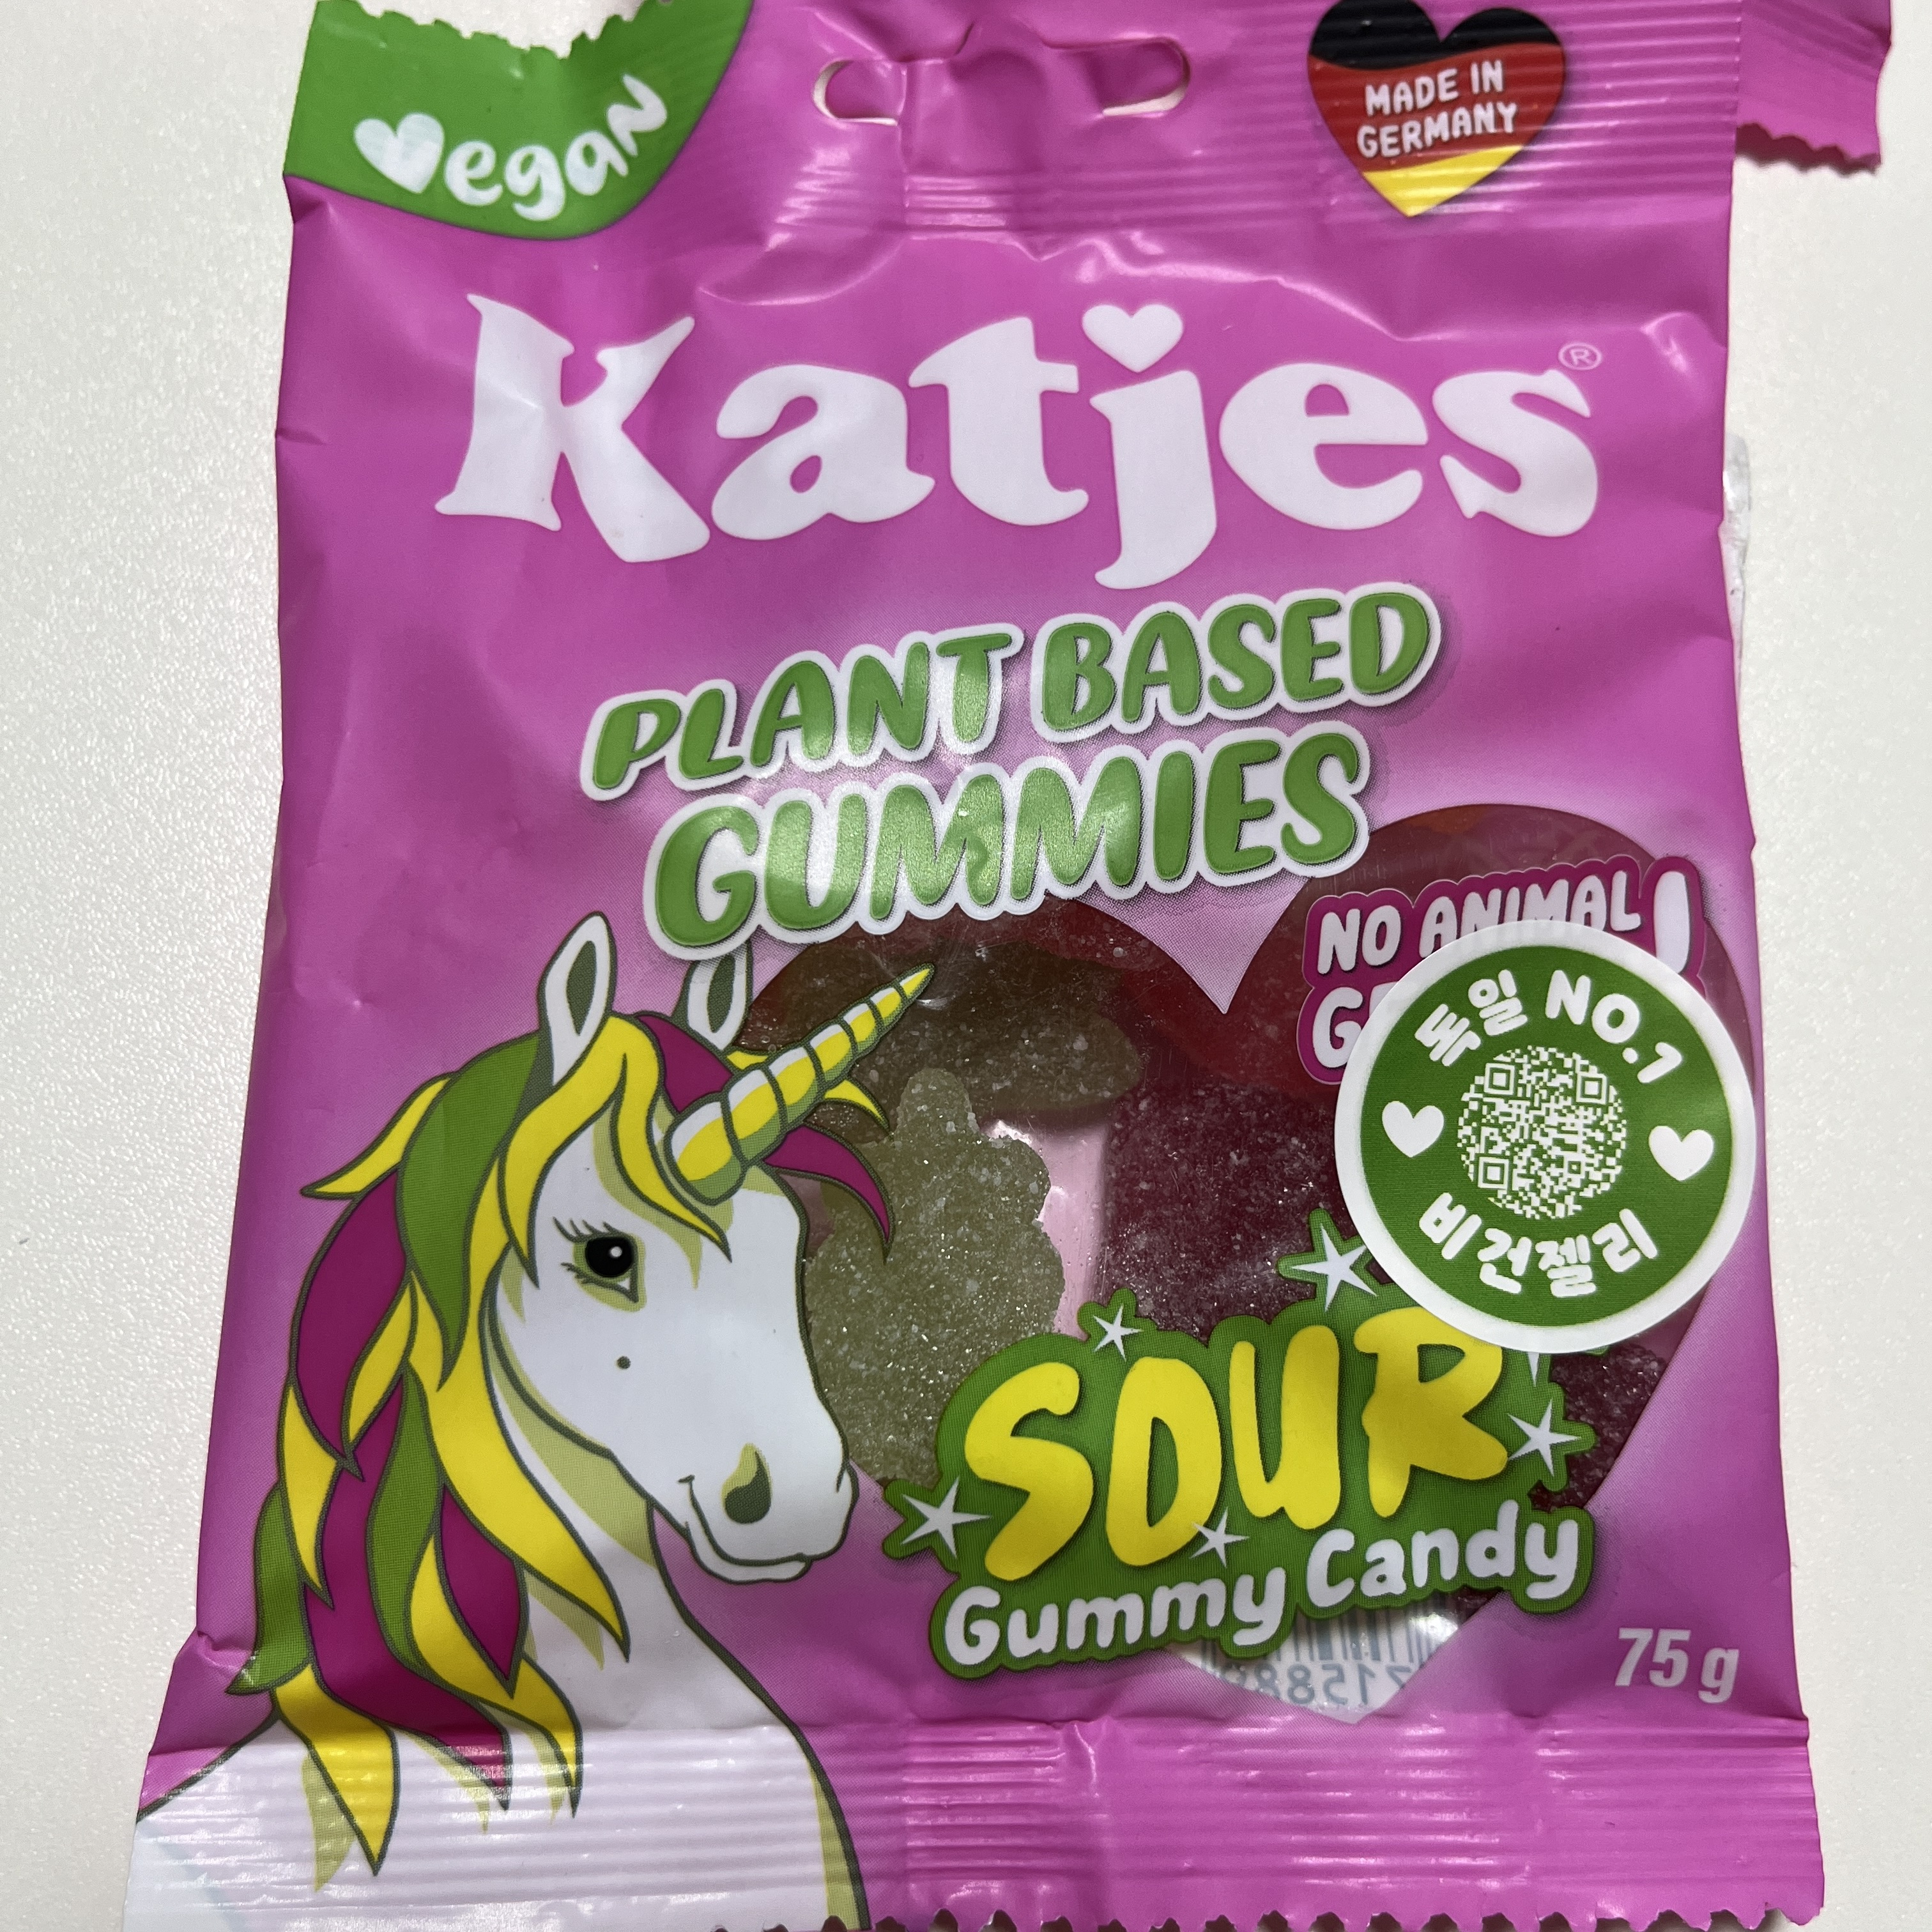 vegan
MADE IN
GERMANY
Katjes®
PLANT BASED
GUMMIES
NO ANIMAL
독일 NO.1
비건젤리
SOUR
Gummy Candy
75 g